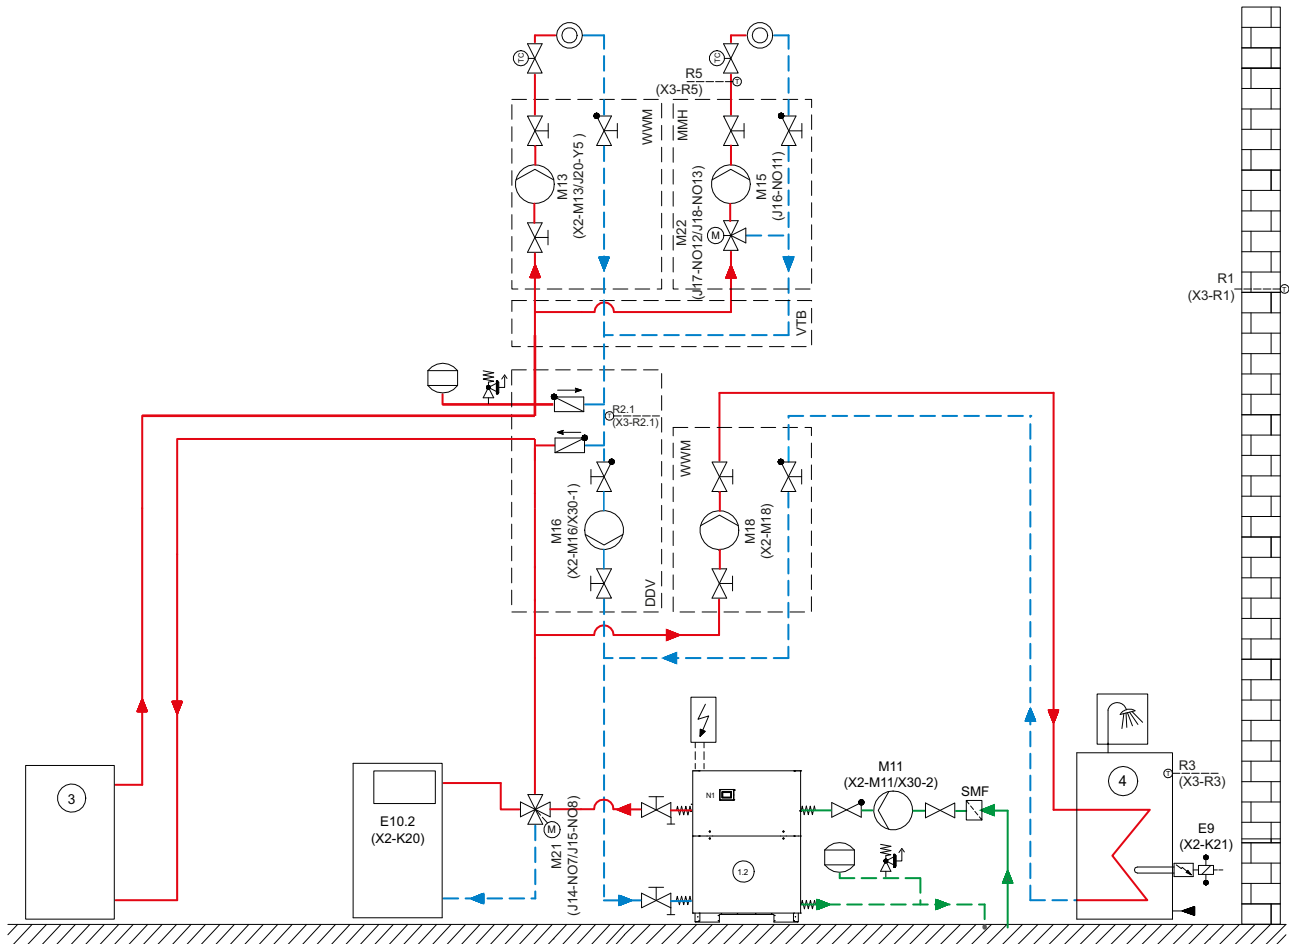 TC
TC
R5
(X3-R5)
T
WWM
MMH
M13
(X2-M13/J20-Y5 )
M15
(J16-NO11)
M22
(J17-NO12/J18-NO13)
M
VTB
R1
(X3-R1)
T
R2.1
(X3-R2.1)
T
WWM
M16
(X2-M16/X30-1)
M18
(X2-M18)
DDV
3
E10.2
(X2-K20)
M
M21
(J14-NO7/J15-NO8)
N1
1.2
M11
(X2-M11/X30-2)
SMF
4
T
R3
(X3-R3)
E9
(X2-K21)